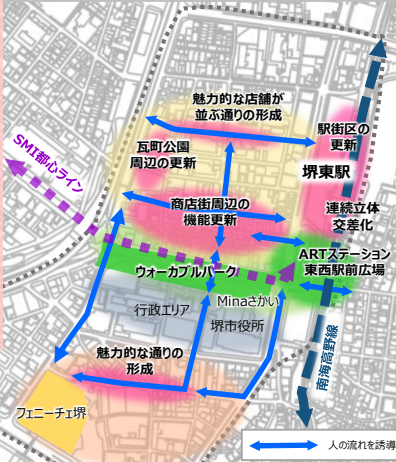 魅力的な店舗が
並ぶ通りの形成
駅街区の
更新
瓦町公園
周辺の更新
堺東駅
SMI都心ライン
商店街周辺の
機能更新
連続立体
交差化
ARTステーション
東西駅前広場
ウォーカブルパーク
Minaさかい
行政エリア
堺市役所
南海高野線
魅力的な通りの
形成
フェニーチェ堺
人の流れを誘導